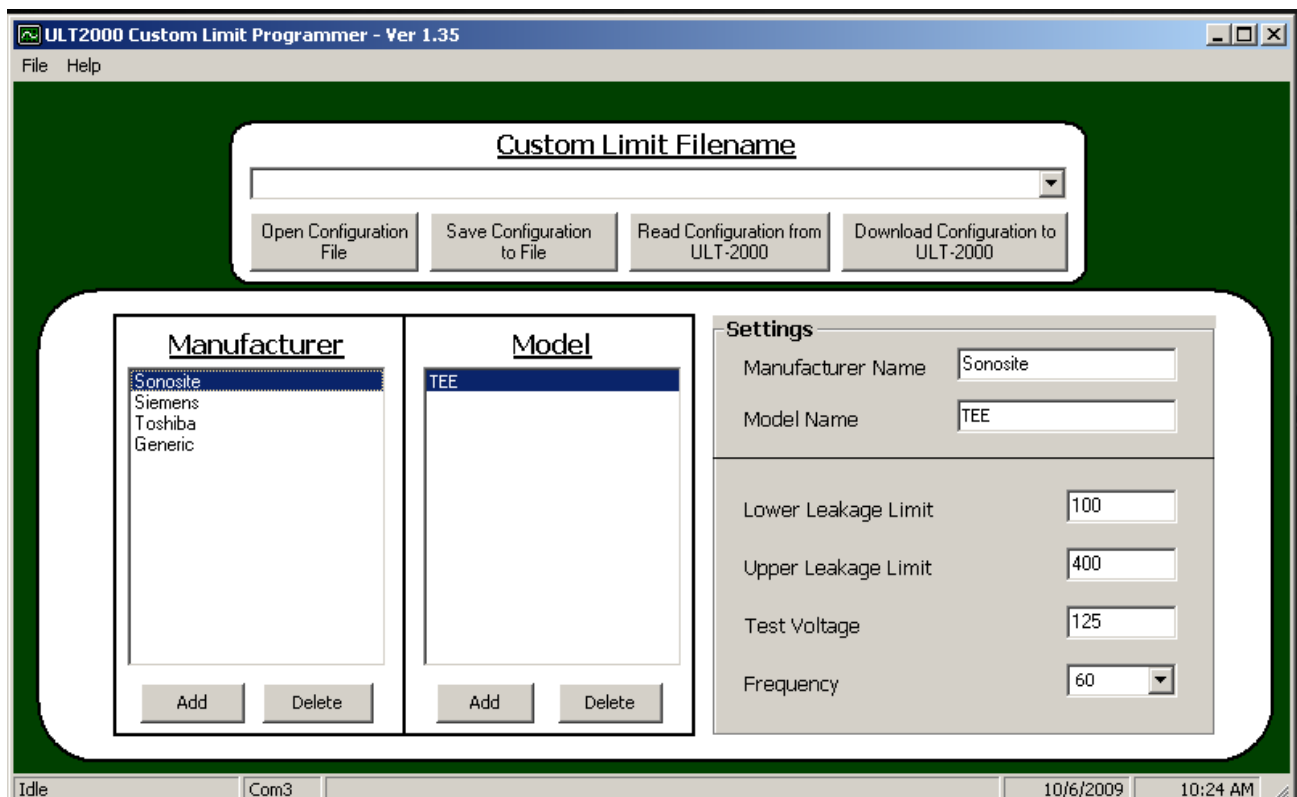 ULT2000 Custom Limit Programmer - Ver 1.35
File Help
Custom Limit Filename
Open Configuration File
Save Configuration to File
Read Configuration from ULT-2000
Download Configuration to ULT-2000
Manufacturer
Sonosite
Siemens
Toshiba
Generic
Add Delete
Model
TEE
Add Delete
Settings
Manufacturer Name Sonosite
Model Name TEE
Lower Leakage Limit 100
Upper Leakage Limit 400
Test Voltage 125
Frequency 60
Idle Com3 10/6/2009 10:24 AM